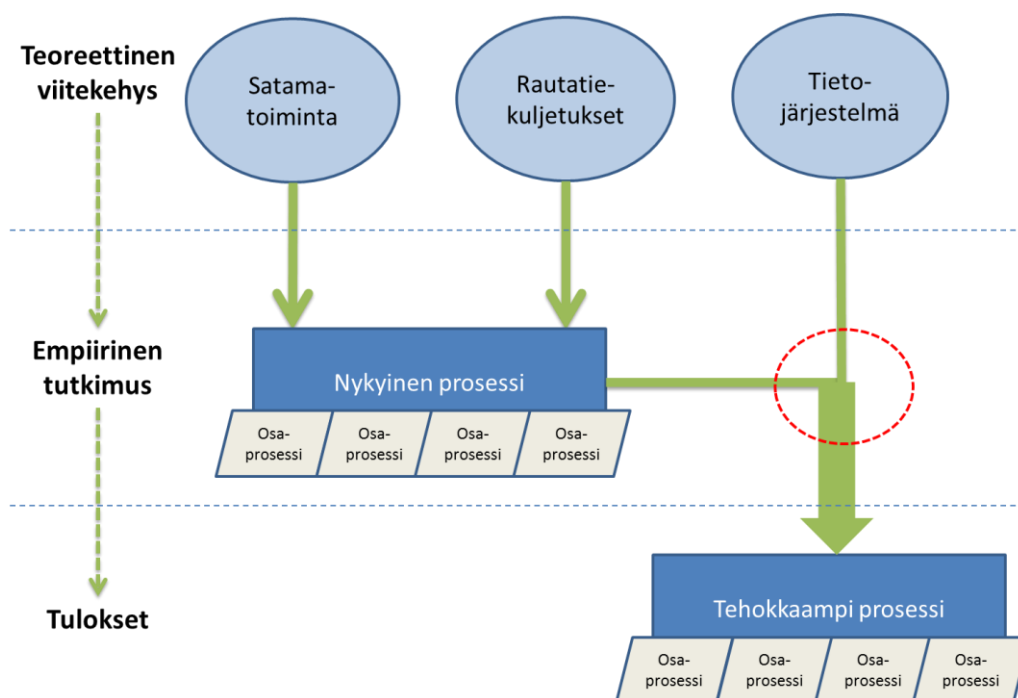 Teoreettinen
viitekehys
Satama-
toiminta
Rautatie-
kuljetukset
Tieto-
järjestelmä
Empiirinen
tutkimus
Nykyinen prosessi
Osa-
prosessi
Osa-
prosessi
Osa-
prosessi
Osa-
prosessi
Tulokset
Tehokkaampi prosessi
Osa-
prosessi
Osa-
prosessi
Osa-
prosessi
Osa-
prosessi